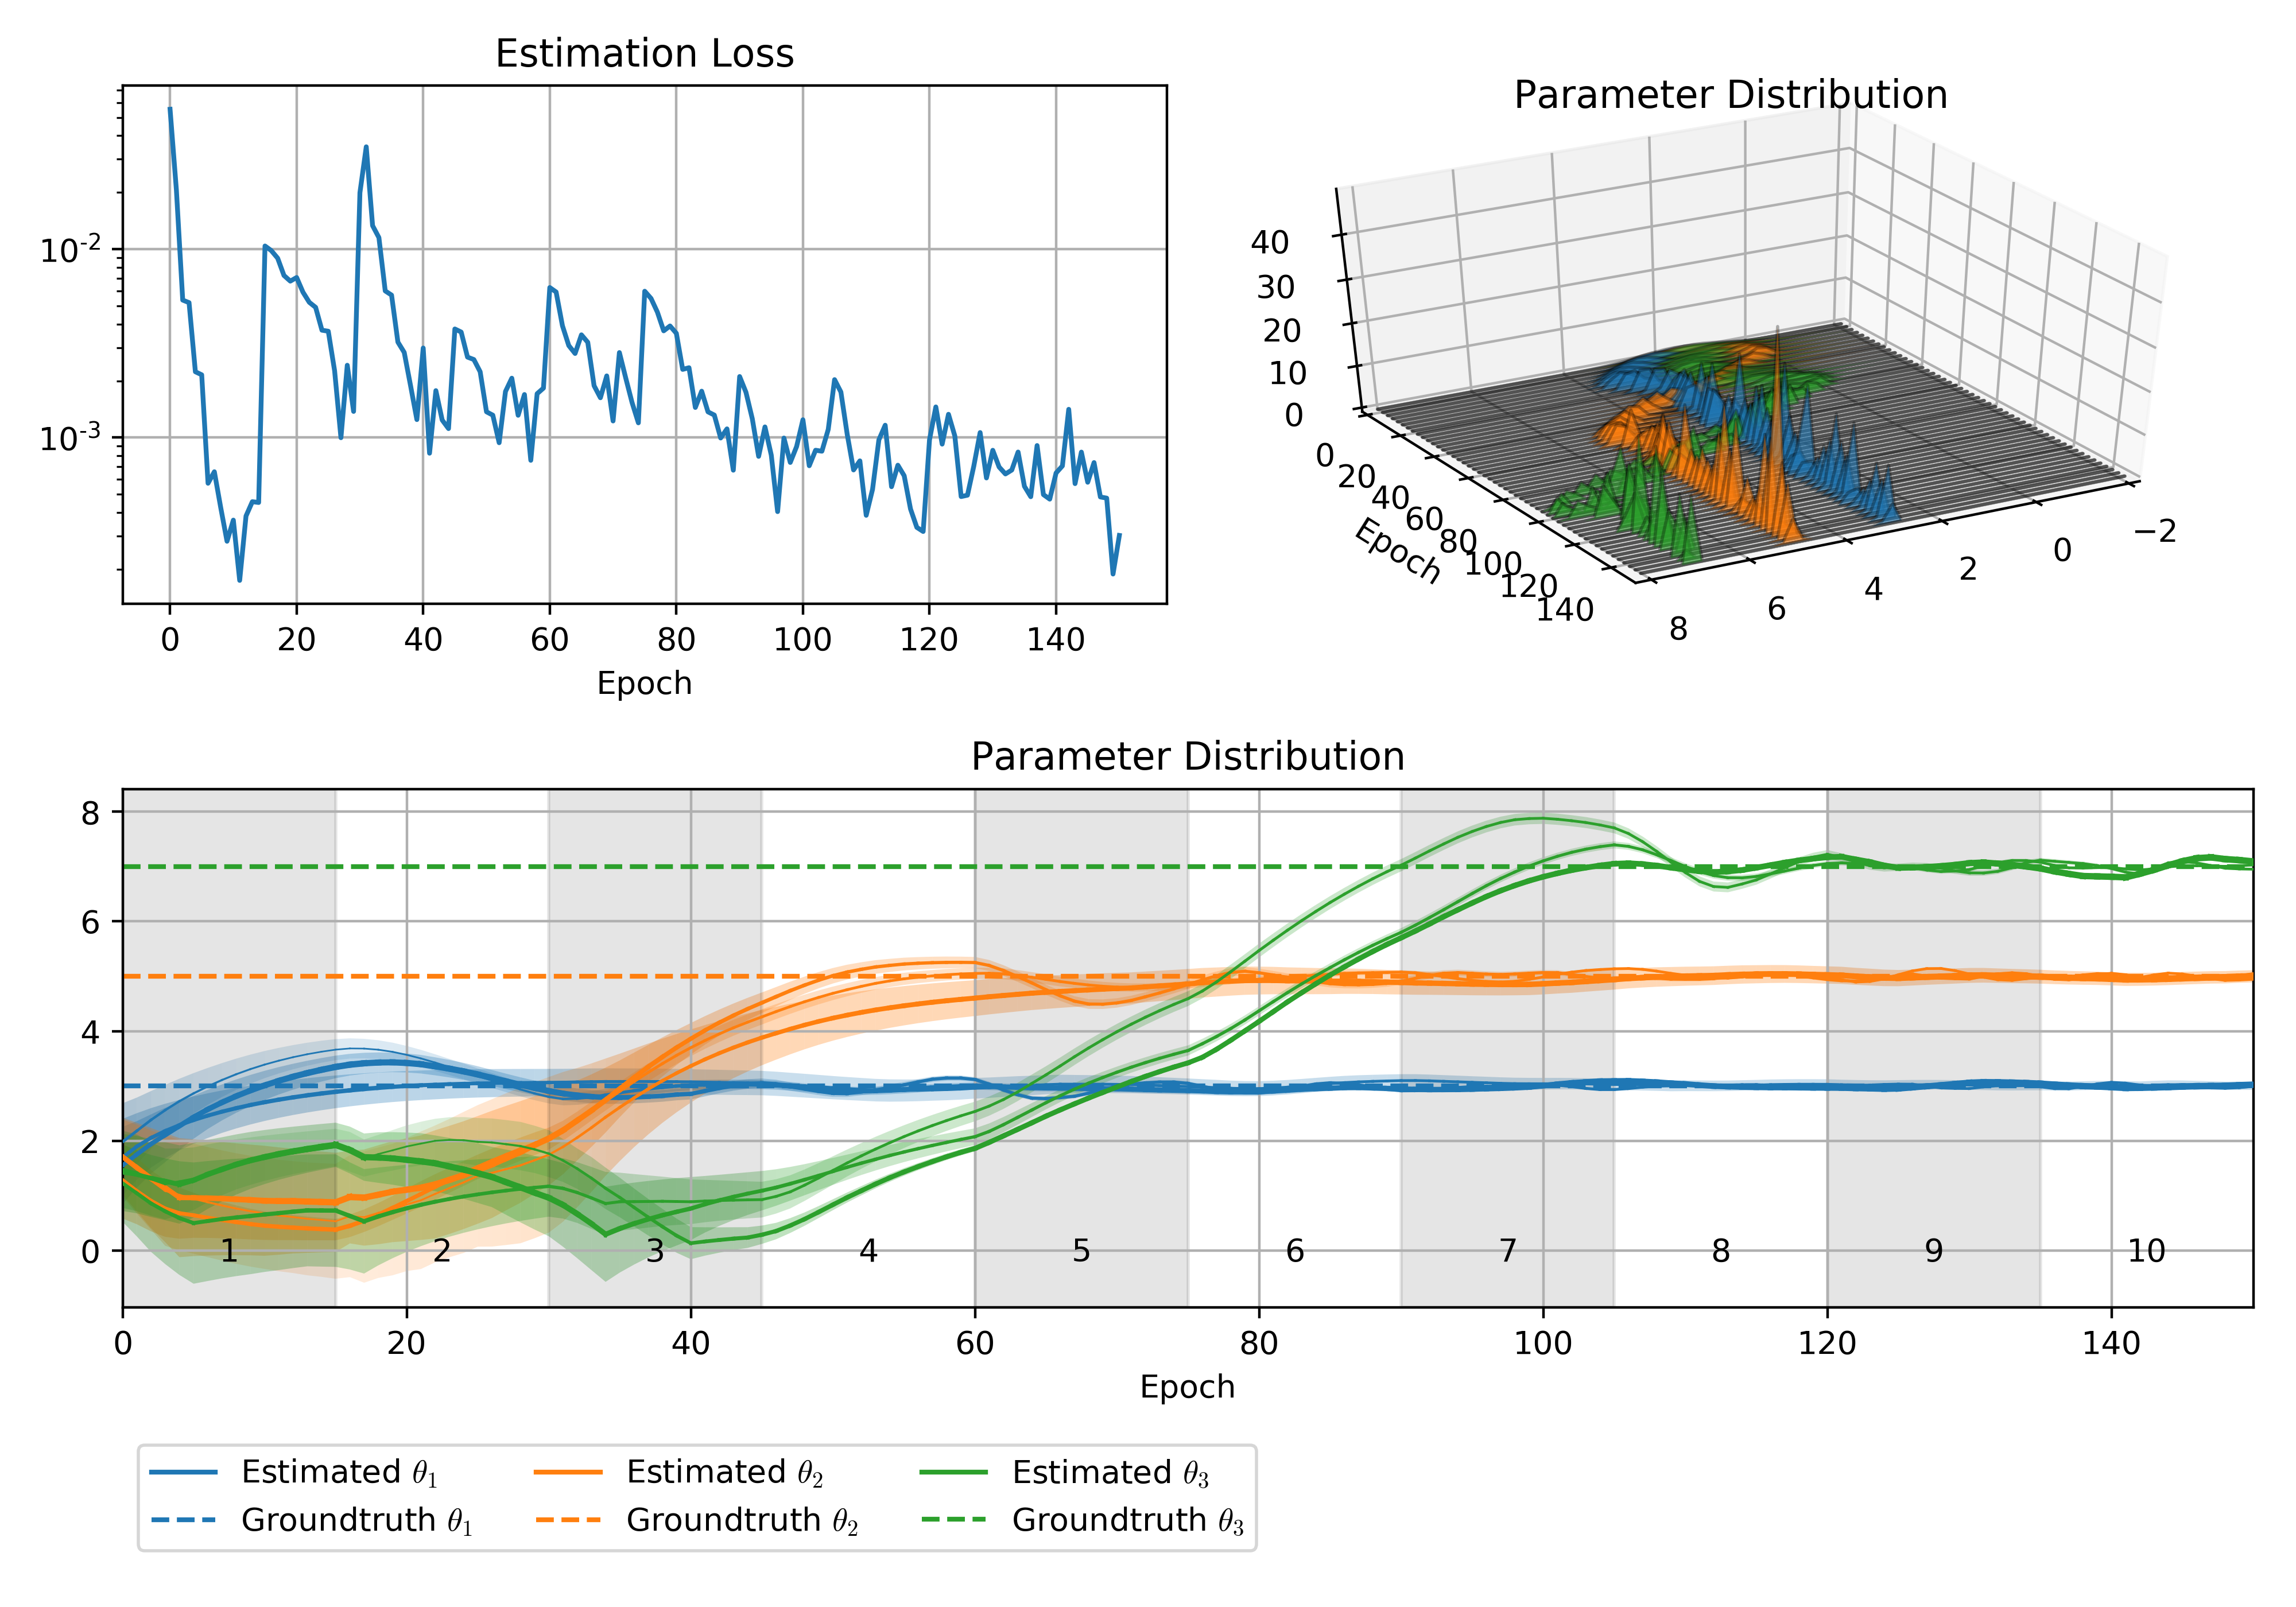 Estimation Loss
10-2
10-3
0 20 40 60 80 100 120 140
Epoch
Parameter Distribution
40
30
20
10
0
0
20
40
60
80
100
120
140
Epoch
8
6
4
2
0
−2
Parameter Distribution
8
6
4
2
0
1 2 3 4 5 6 7 8 9 10
0 20 40 60 80 100 120 140
Epoch
Estimated θ1 Estimated θ2 Estimated θ3
Groundtruth θ1 Groundtruth θ2 Groundtruth θ3